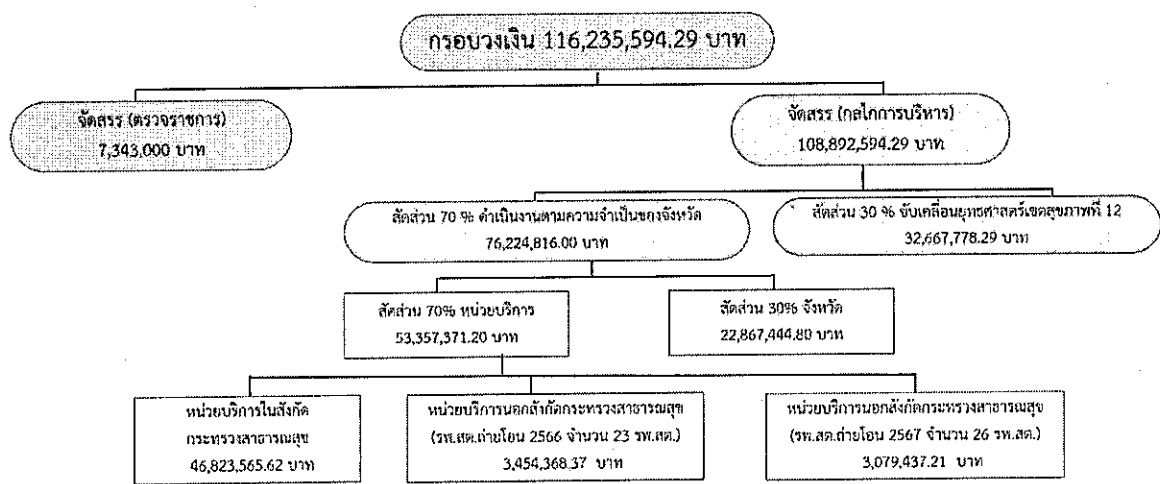 กรอบวงเงิน 116,235,594.29 บาท
จัดสรร (ตรวจราชการ)
7,343,000 บาท
จัดสรร (กลไกการบริหาร)
108,892,594.29 บาท
สัดส่วน 70 % ดำเนินงานตามความจำเป็นของจังหวัด
76,224,816.00 บาท
สัดส่วน 30 % ขับเคลื่อนยุทธศาสตร์เขตสุขภาพที่ 12
32,667,778.29 บาท
สัดส่วน 70% หน่วยบริการ
53,357,371.20 บาท
สัดส่วน 30% จังหวัด
22,867,444.80 บาท
หน่วยบริการในสังกัด
กระทรวงสาธารณสุข
46,823,565.62 บาท
หน่วยบริการนอกสังกัดกระทรวงสาธารณสุข
(รพ.สต.ถ่ายโอน 2566 จำนวน 23 รพ.สต.)
3,454,368.37 บาท
หน่วยบริการนอกสังกัดกระทรวงสาธารณสุข
(รพ.สต.ถ่ายโอน 2567 จำนวน 26 รพ.สต.)
3,079,437.21 บาท